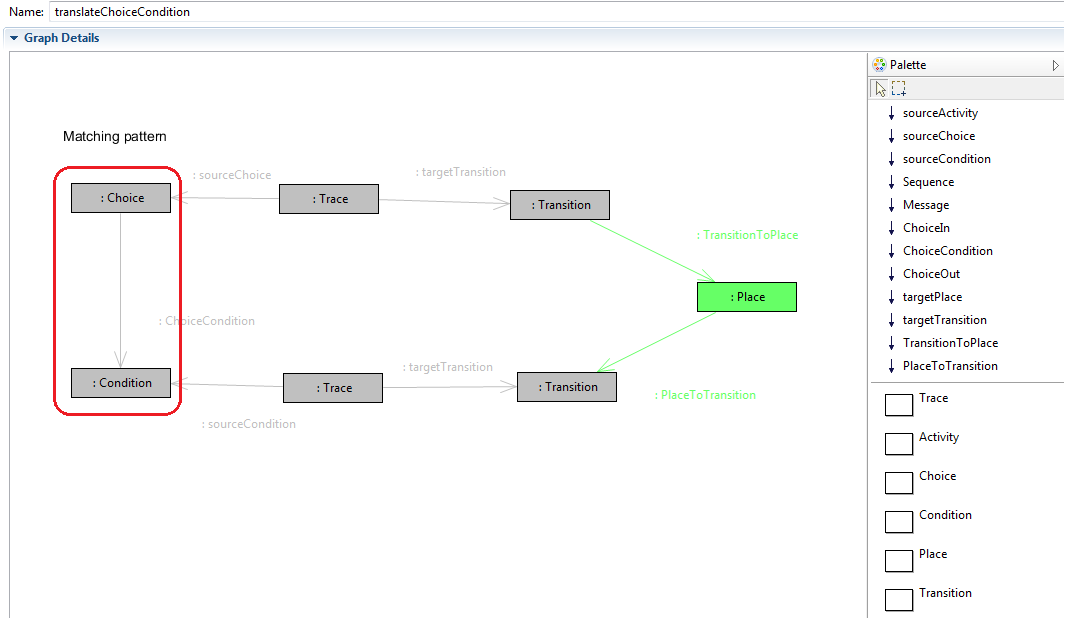 Name: translateChoiceCondition
Graph Details
Matching pattern
: Choice
: sourceChoice
: Trace
: targetTransition
: Transition
: TransitionToPlace
: Place
: ChoiceCondition
: Condition
: sourceCondition
: Trace
: targetTransition
: Transition
: PlaceToTransition
Palette
sourceActivity
sourceChoice
sourceCondition
Sequence
Message
ChoiceIn
ChoiceCondition
ChoiceOut
targetPlace
targetTransition
TransitionToPlace
PlaceToTransition
Trace
Activity
Choice
Condition
Place
Transition